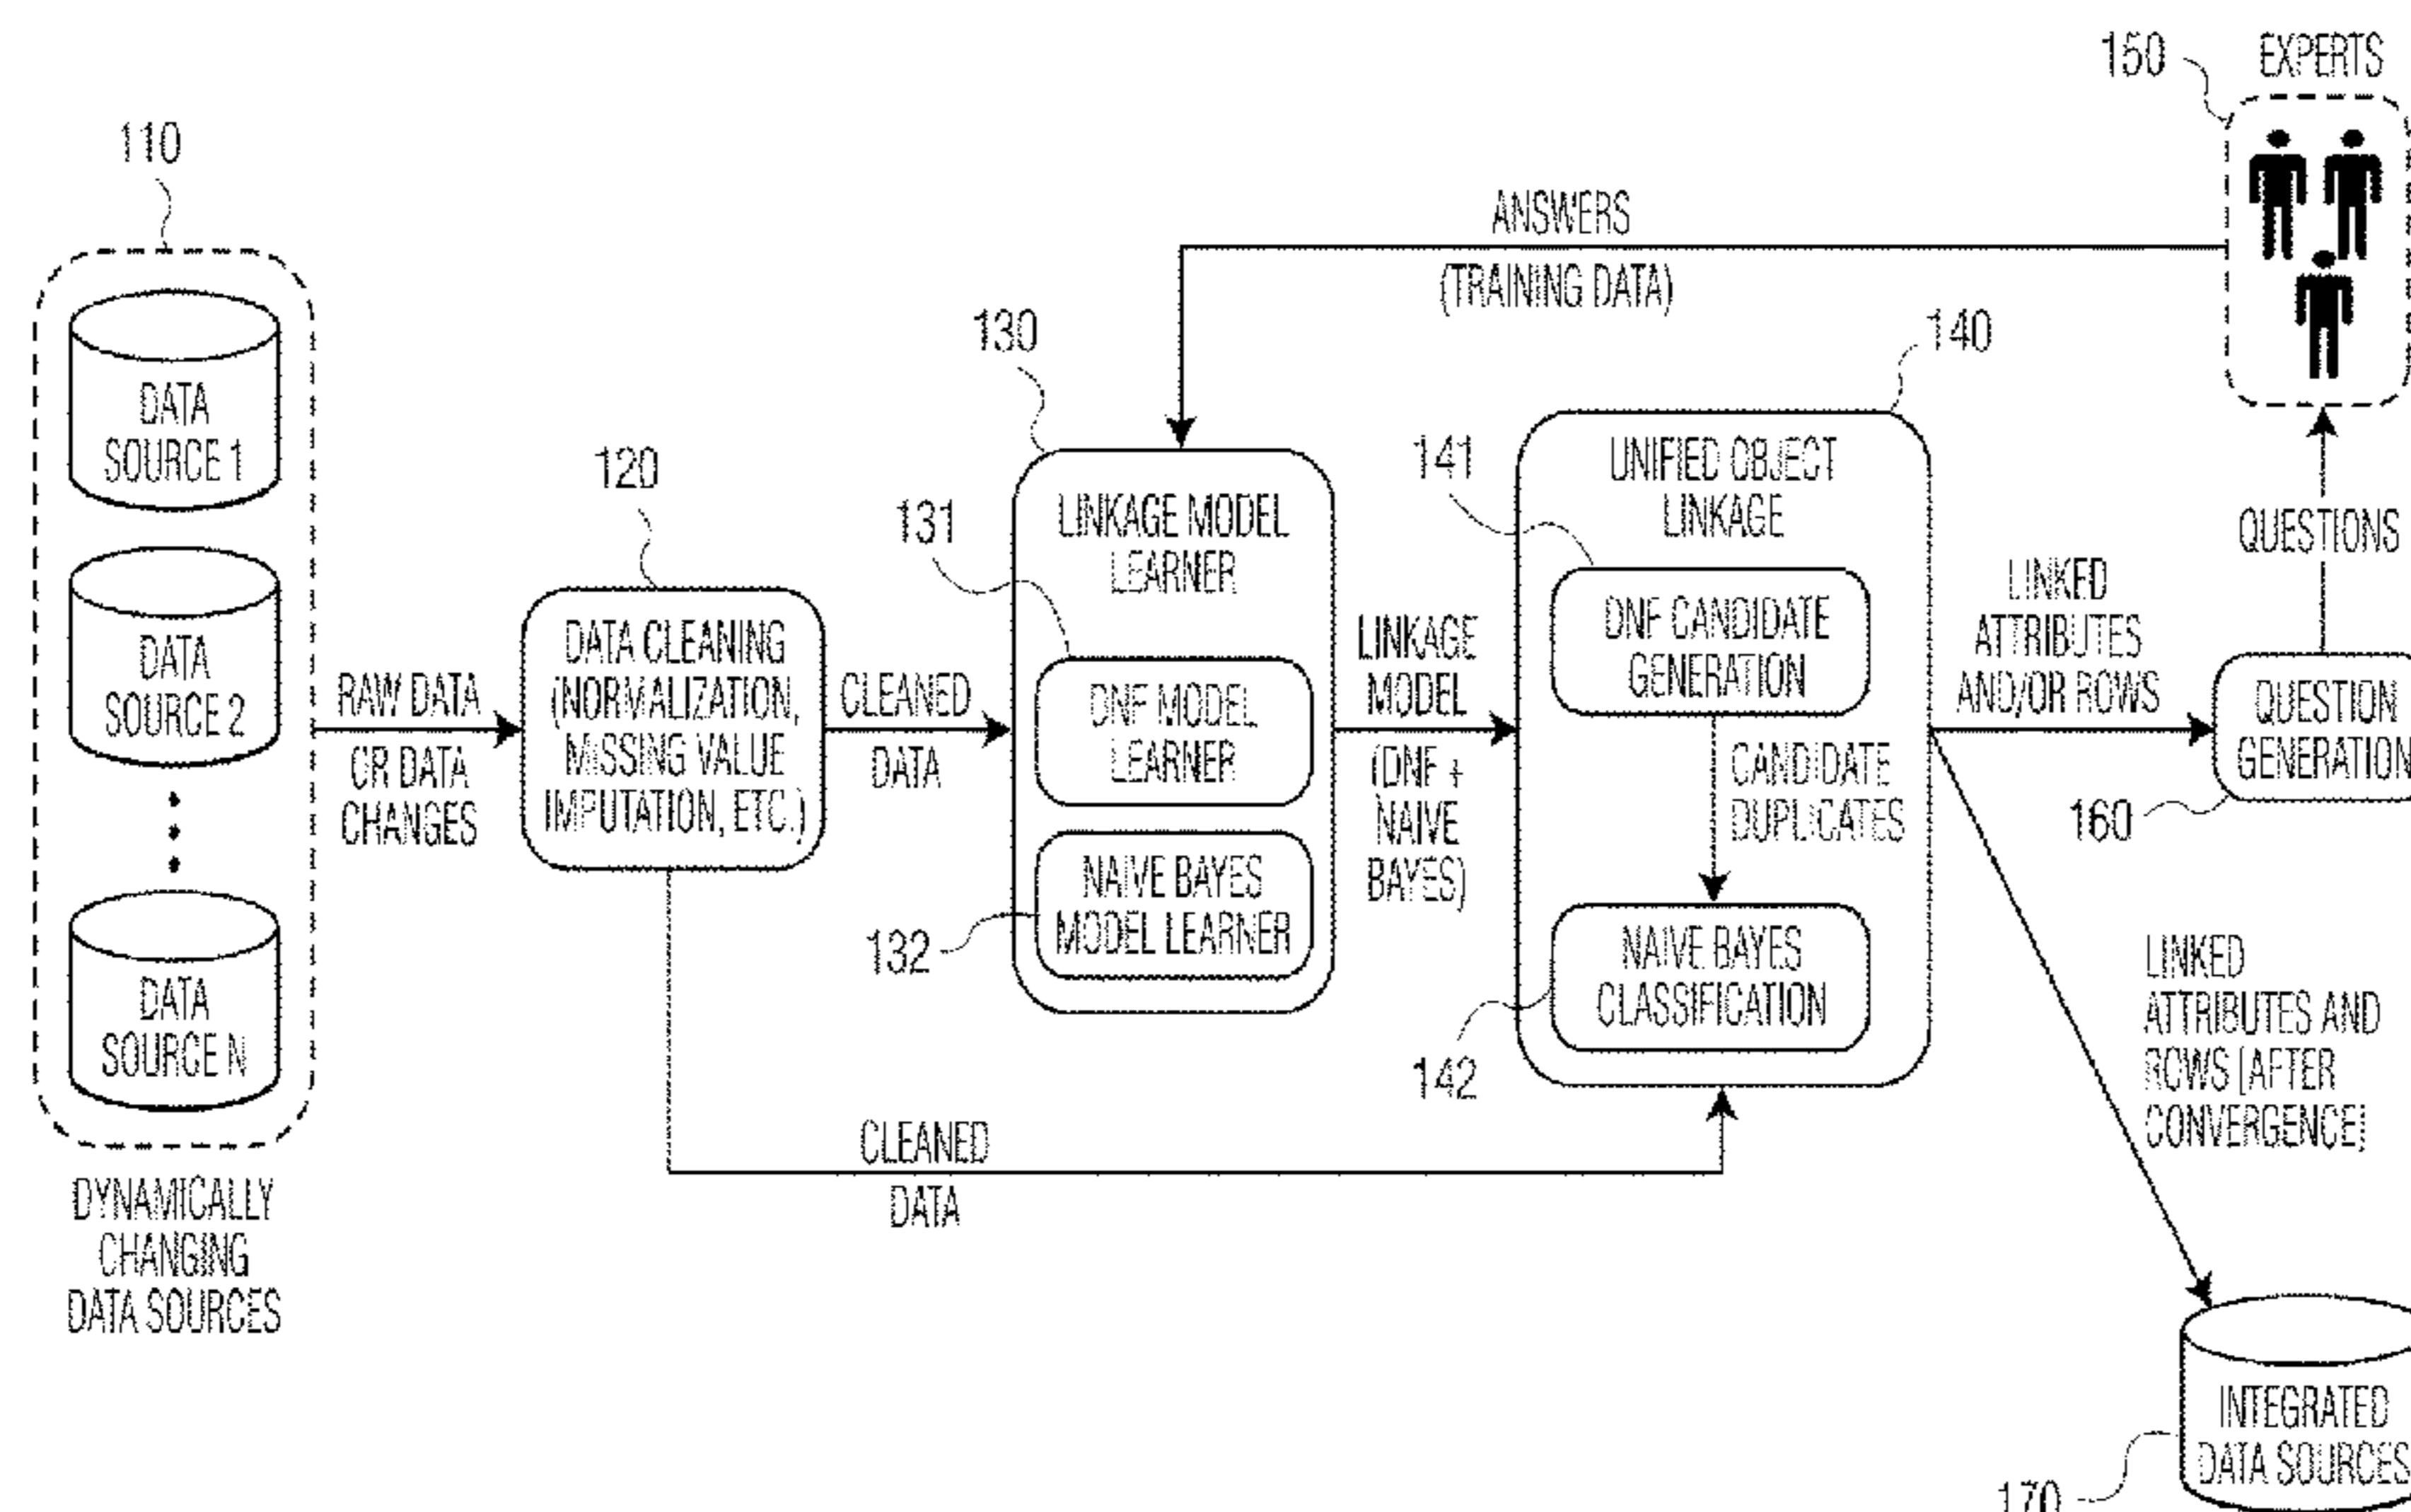 110
DATA
SOURCE 1
DATA
SOURCE 2
DATA
SOURCE N
DYNAMICALLY
CHANGING
DATA SOURCES
RAW DATA
OR DATA
CHANGES
120
DATA CLEANING
(NORMALIZATION,
MISSING VALUE
IMPUTATION, ETC.)
CLEANED
DATA
CLEANED
DATA
130
LINKAGE MODEL
LEARNER
131
DNF MODEL
LEARNER
132
NAIVE BAYES
MODEL LEARNER
ANSWERS
(TRAINING DATA)
LINKAGE
MODEL
(DNF +
NAIVE
BAYES)
140
UNIFIED OBJECT
LINKAGE
141
DNF CANDIDATE
GENERATION
CANDIDATE
DUPLICATES
142
NAIVE BAYES
CLASSIFICATION
150
EXPERTS
QUESTIONS
LINKED
ATTRIBUTES
AND/OR ROWS
QUESTION
GENERATION
160
LINKED
ATTRIBUTES AND
ROWS [AFTER
CONVERGENCE]
INTEGRATED
DATA SOURCES
170